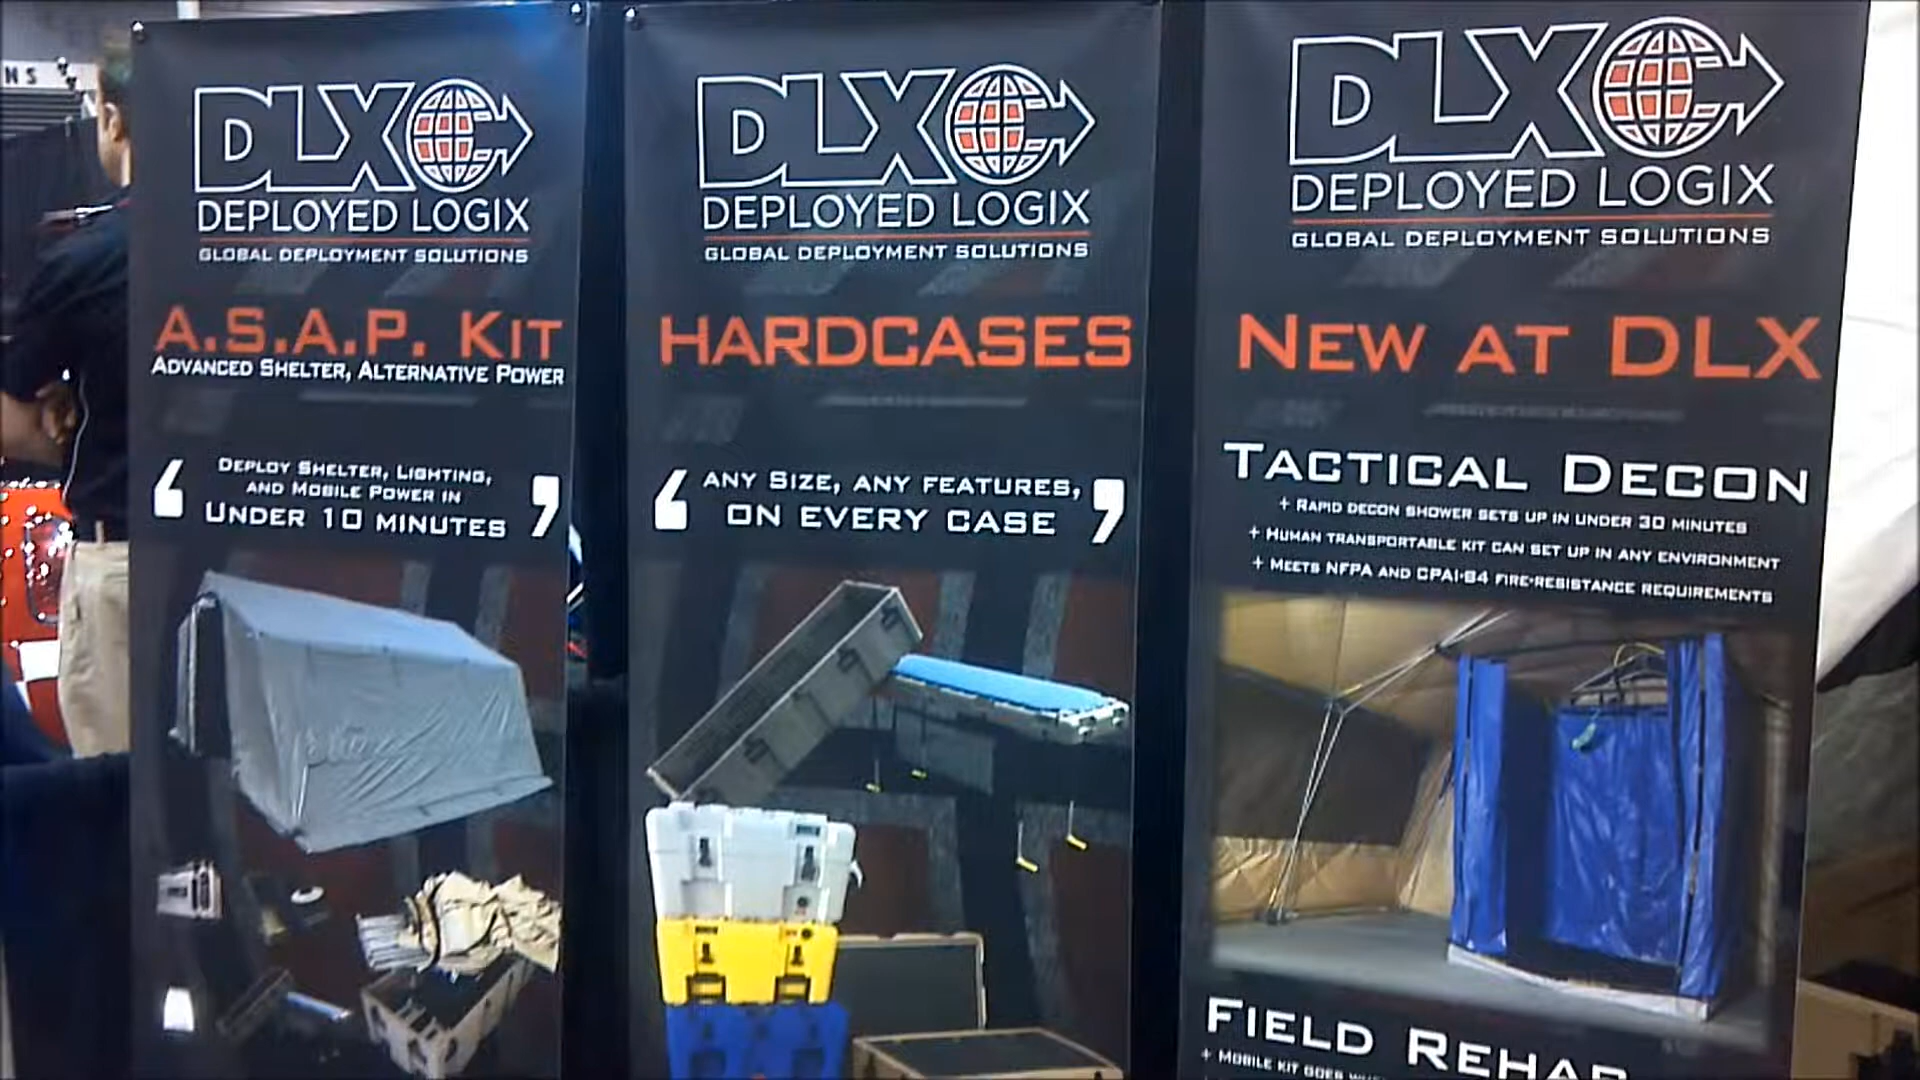 NS
DLX
DEPLOYED LOGIX
GLOBAL DEPLOYMENT SOLUTIONS
A.S.A.P. KIT
ADVANCED SHELTER, ALTERNATIVE POWER
‘ DEPLOY SHELTER, LIGHTING,
AND MOBILE POWER IN
UNDER 10 MINUTES ’
DLX
DEPLOYED LOGIX
GLOBAL DEPLOYMENT SOLUTIONS
HARDCASES
‘ ANY SIZE, ANY FEATURES,
ON EVERY CASE ’
DLX
DEPLOYED LOGIX
GLOBAL DEPLOYMENT SOLUTIONS
NEW AT DLX
TACTICAL DECON
+ RAPID DECON SHOWER SETS UP IN UNDER 30 MINUTES
+ HUMAN TRANSPORTABLE KIT CAN SET UP IN ANY ENVIRONMENT
+ MEETS NFPA AND CPAI-84 FIRE-RESISTANCE REQUIREMENTS
FIELD REHAB
+ MOBILE KIT GOES